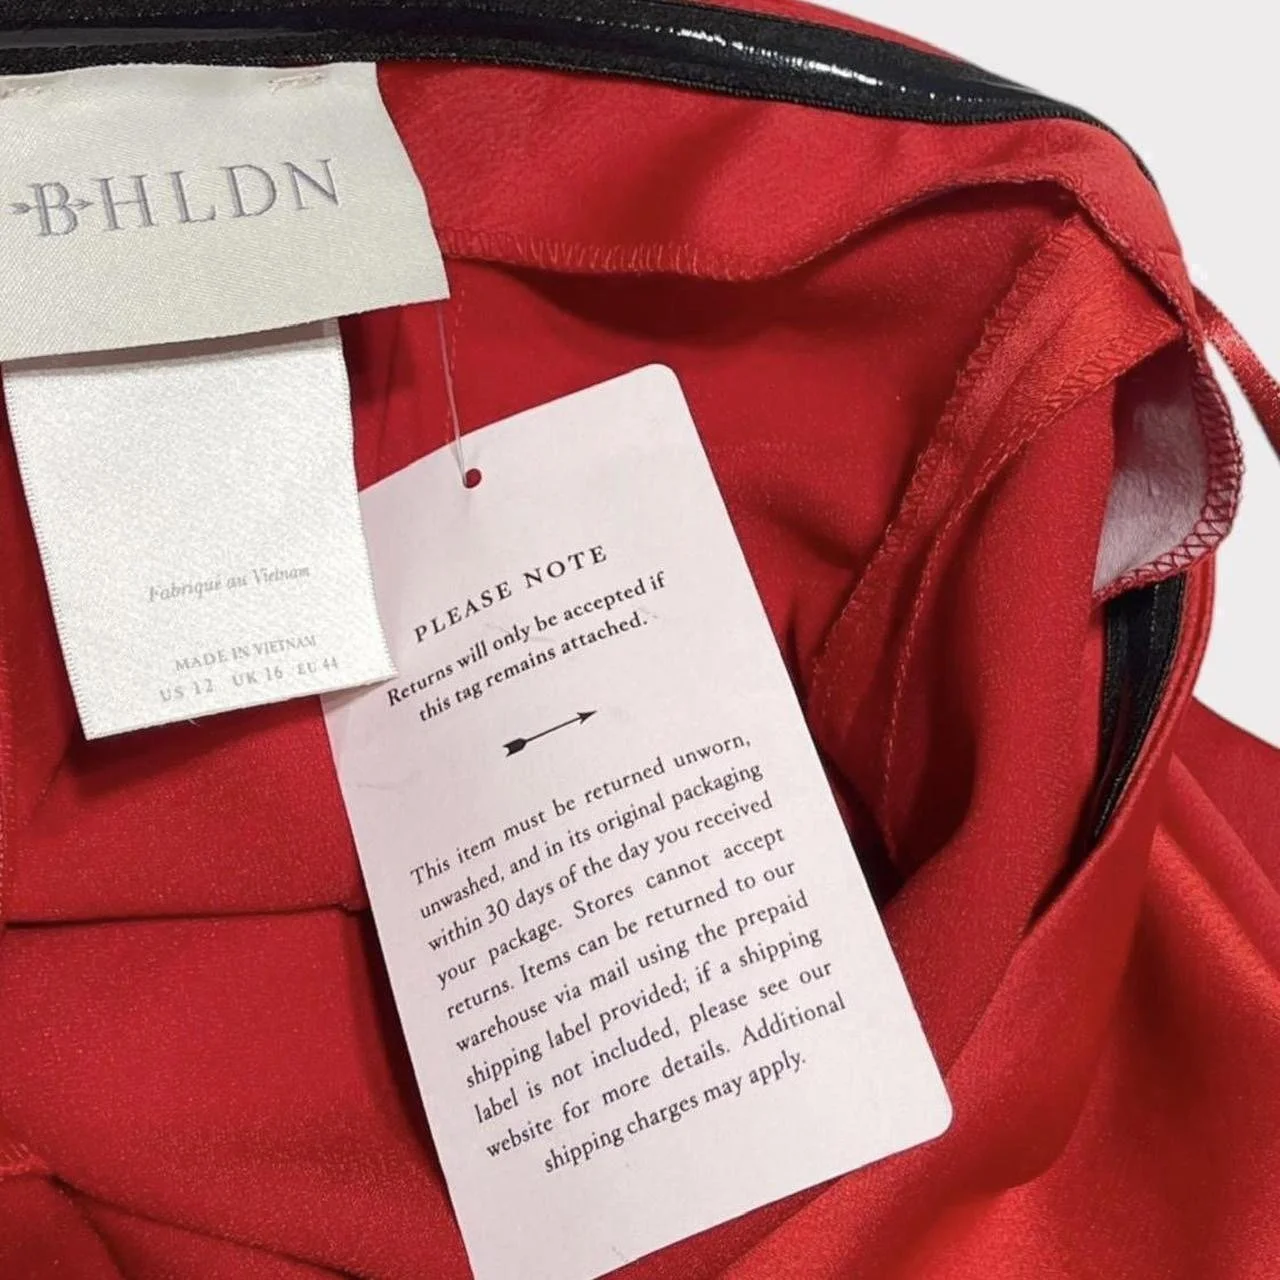 BHLDN
Fabriqué au Vietnam
MADE IN VIETNAM
US 12 UK 16 EU 44
PLEASE NOTE
Returns will only be accepted if
this tag remains attached.
This item must be returned unworn,
unwashed, and in its original packaging
within 30 days of the day you received
your package. Stores cannot accept
returns. Items can be returned to our
warehouse via mail using the prepaid
shipping label provided; if a shipping
label is not included, please see our
website for more details. Additional
shipping charges may apply.